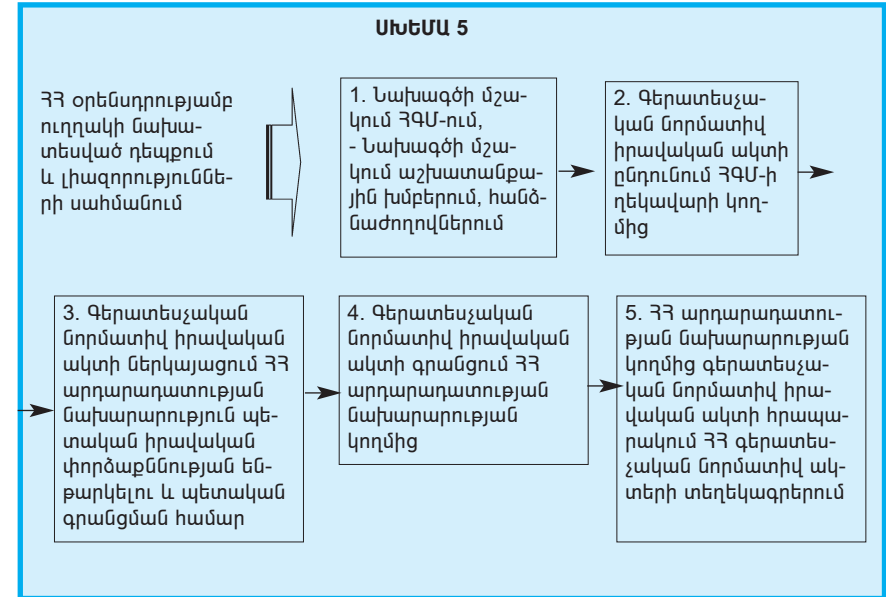 ՍԽԵՄԱ 5
ՀՀ օրենսդրությամբ
ուղղակի նախա-
տեսված դեպքում
և լիազորություննե-
րի սահմանում
1. Նախագծի մշա-
կում ՀԳՄ-ում,
- Նախագծի մշա-
կում աշխատանքա-
յին խմբերում, հանձ-
նաժողովներում
2. Գերատեսչա-
կան նորմատիվ
իրավական ակտի
ընդունում ՀԳՄ-ի
ղեկավարի կող-
մից
3. Գերատեսչական
նորմատիվ իրավական
ակտի ներկայացում ՀՀ
արդարադատության
նախարարություն պե-
տական իրավական
փորձաքննության են-
թարկելու և պետական
գրանցման համար
4. Գերատեսչական
նորմատիվ իրավական
ակտի գրանցում ՀՀ
արդարադատության
նախարարության
կողմից
5. ՀՀ արդարադատու-
թյան նախարարության
կողմից գերատեսչա-
կան նորմատիվ իրա-
վական ակտի հրապա-
րակում ՀՀ գերատես-
չական նորմատիվ ակ-
տերի տեղեկագրերում